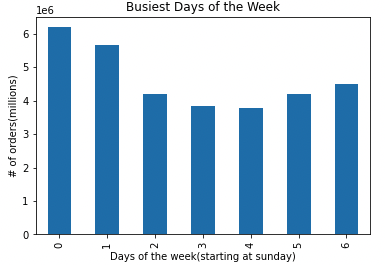 Busiest Days of the Week
1e6
6
5
4
3
2
1
0
# of orders(millions)
0 1 2 3 4 5 6
Days of the week(starting at sunday)